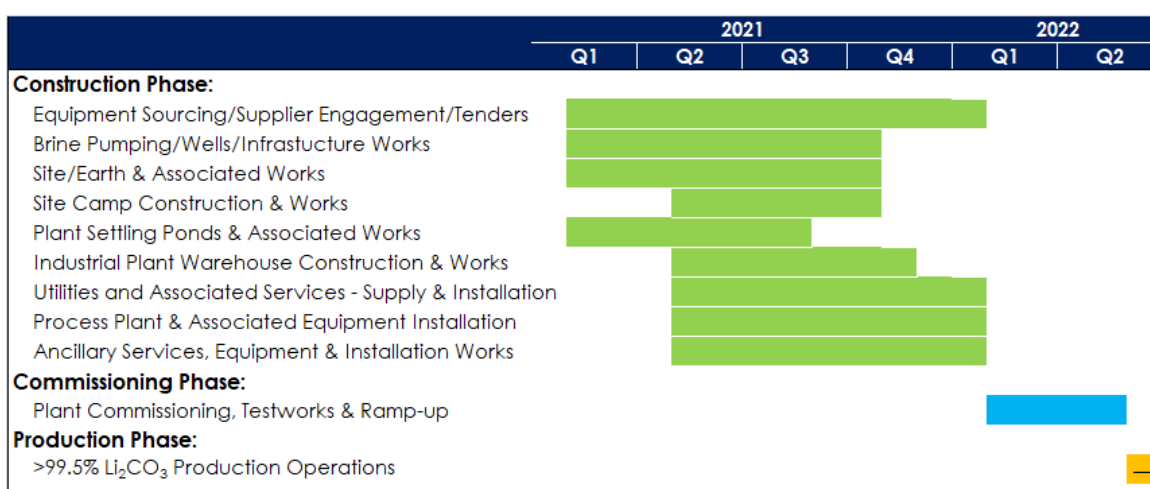 2021 2022
Q1 Q2 Q3 Q4 Q1 Q2
Construction Phase:
Equipment Sourcing/Supplier Engagement/Tenders
Brine Pumping/Wells/Infrastucture Works
Site/Earth & Associated Works
Site Camp Construction & Works
Plant Settling Ponds & Associated Works
Industrial Plant Warehouse Construction & Works
Utilities and Associated Services - Supply & Installation
Process Plant & Associated Equipment Installation
Ancillary Services, Equipment & Installation Works
Commissioning Phase:
Plant Commissioning, Testworks & Ramp-up
Production Phase:
>99.5% Li₂CO₃ Production Operations